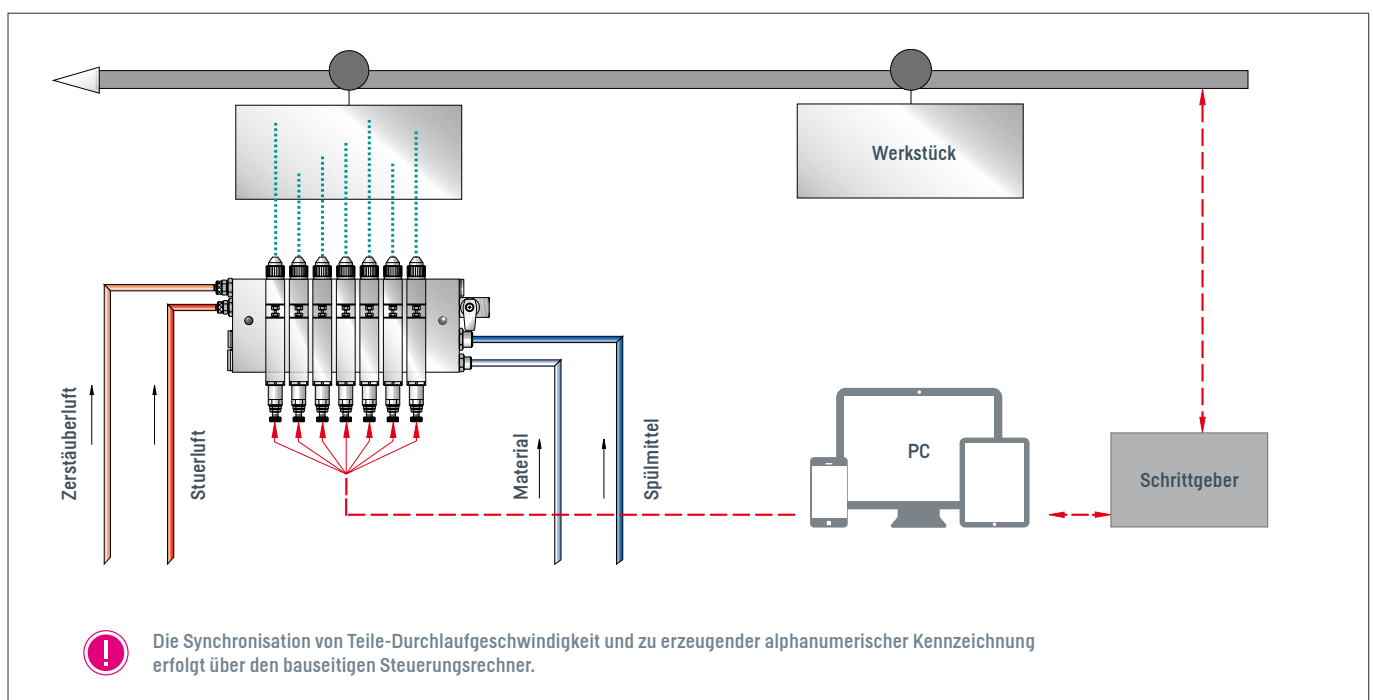 Werkstück
Zerstäuberluft
Stuerluft
Material
Spülmittel
PC
Schrittgeber
Die Synchronisation von Teile-Durchlaufgeschwindigkeit und zu erzeugender alphanumerischer Kennzeichnung
erfolgt über den bauseitigen Steuerungsrechner.